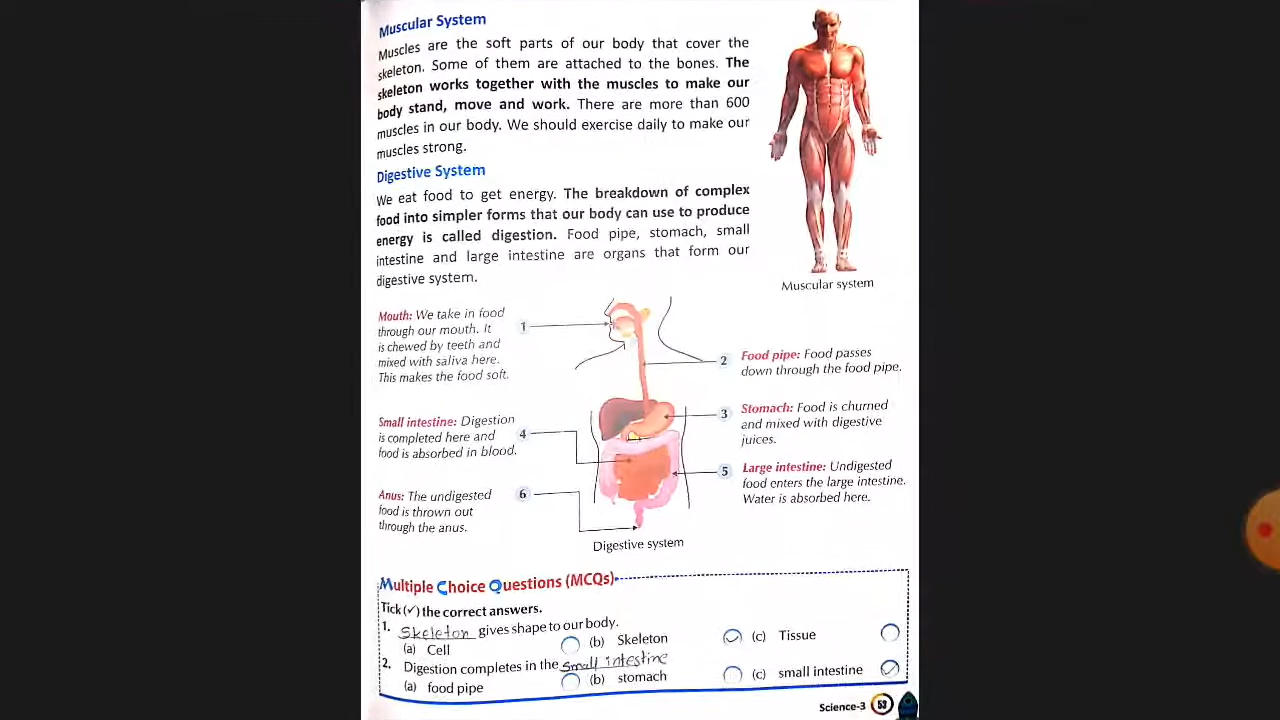 Muscular System
Muscles are the soft parts of our body that cover the
skeleton. Some of them are attached to the bones. The
skeleton works together with the muscles to make our
body stand, move and work. There are more than 600
muscles in our body. We should exercise daily to make our
muscles strong.
Muscular system
Digestive System
We eat food to get energy. The breakdown of complex
food into simpler forms that our body can use to produce
energy is called digestion. Food pipe, stomach, small
intestine and large intestine are organs that form our
digestive system.
Mouth: We take in food
through our mouth. It
is chewed by teeth and
mixed with saliva here.
This makes the food soft.
1
2
Food pipe: Food passes
down through the food pipe.
3
Stomach: Food is churned
and mixed with digestive
juices.
Small intestine: Digestion
is completed here and
food is absorbed in blood.
4
5
Large intestine: Undigested
food enters the large intestine.
Water is absorbed here.
Anus: The undigested
food is thrown out
through the anus.
6
Digestive system
Multiple Choice Questions (MCQs)
Tick (✓) the correct answers.
1. Skeleton gives shape to our body.
(a) Cell (b) Skeleton (c) Tissue
2. Digestion completes in the small intestine
(a) food pipe (b) stomach (c) small intestine
Science-3 53